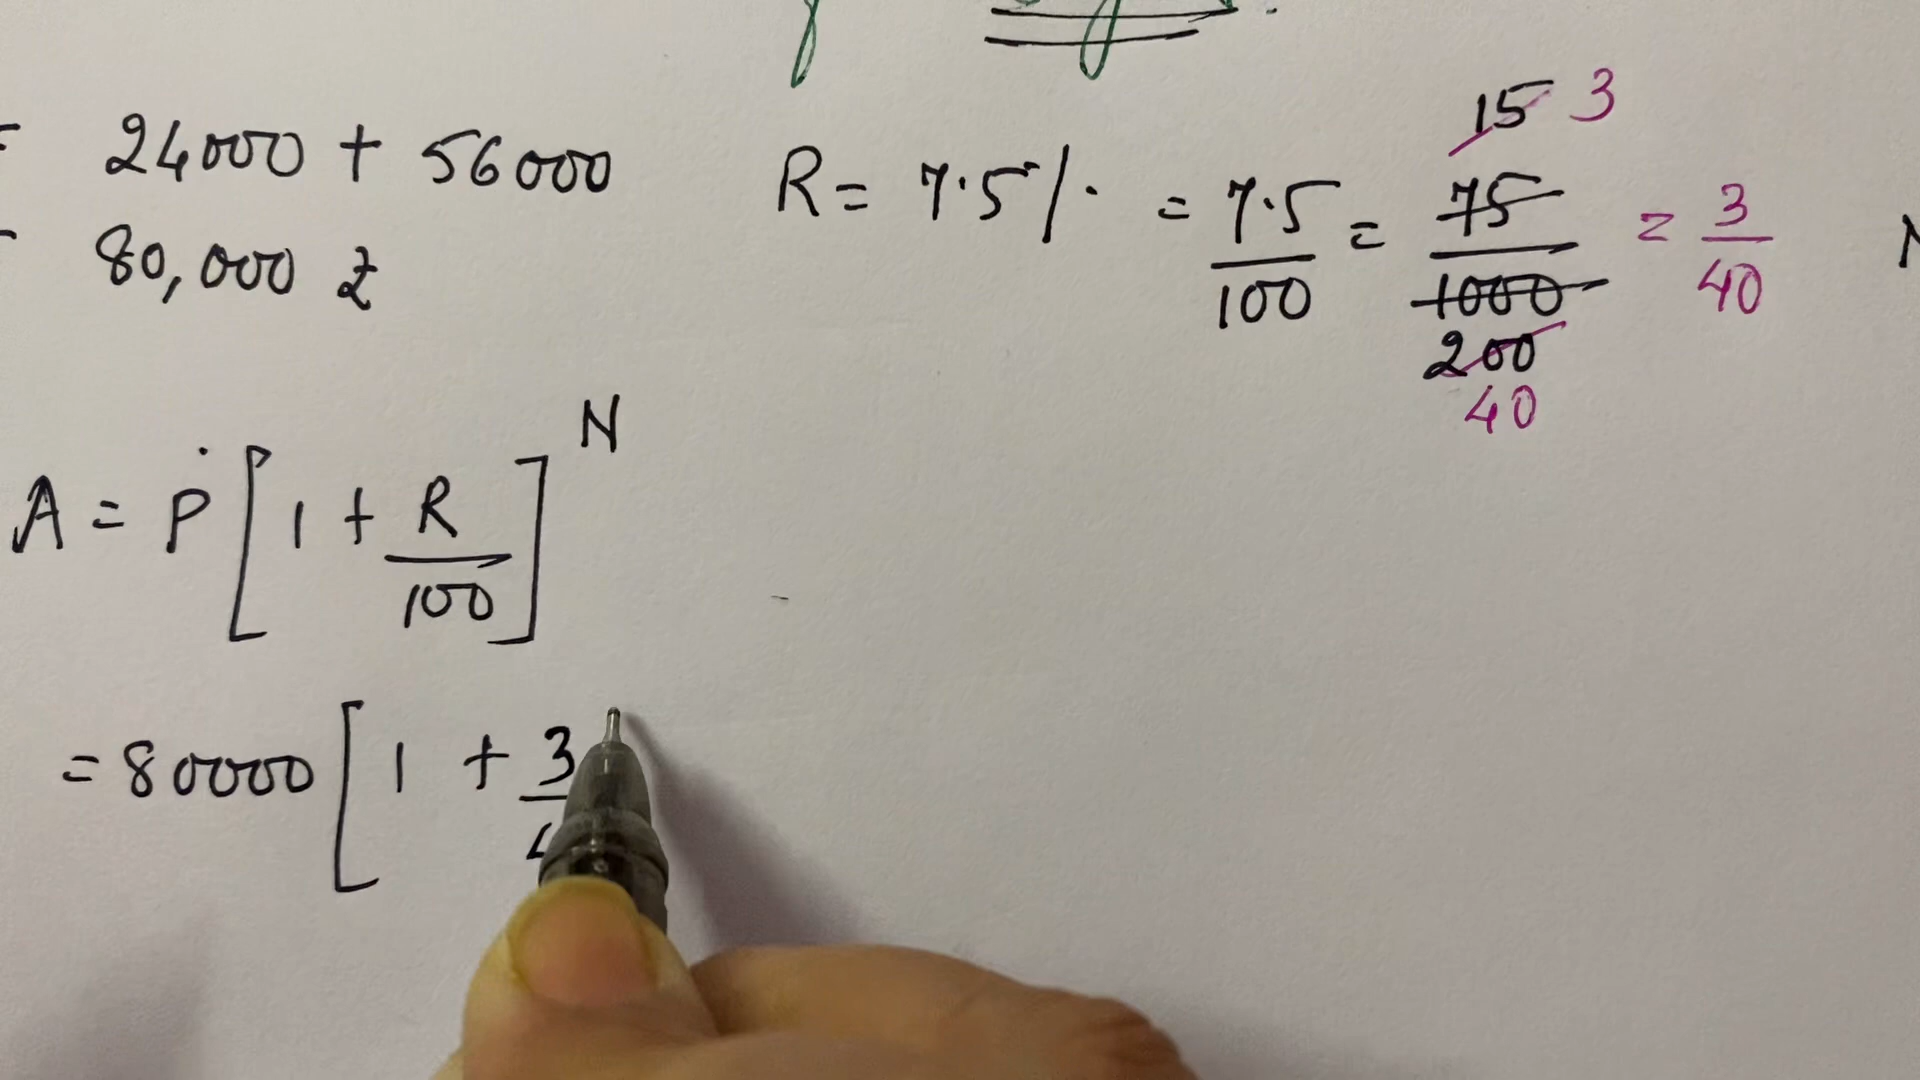 = 24000 + 56000
= 80,000 ₹
R = 7.5% = 7.5/100 = 75/1000 = 3/40
15 3
200
40
A = P [ 1 + R/100 ]^N
= 80000 [ 1 + 3